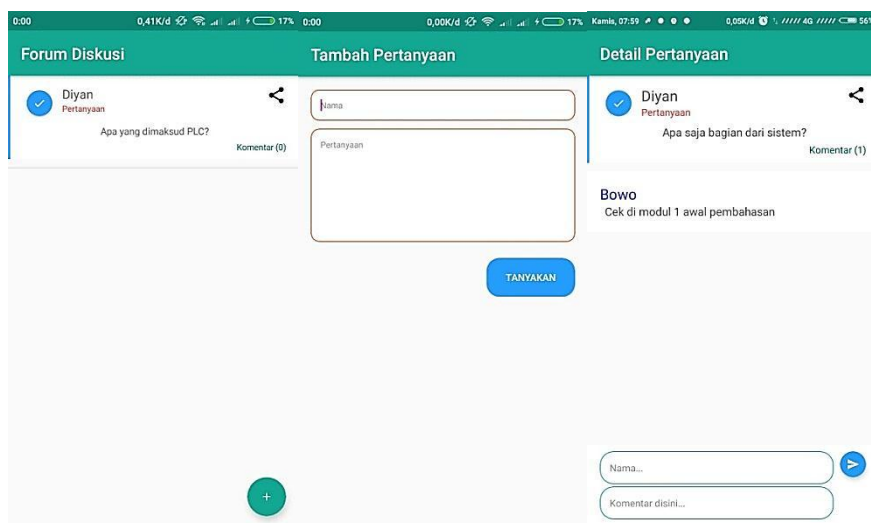 0:00 0,41K/d 17%
Forum Diskusi
Diyan
Pertanyaan
Apa yang dimaksud PLC?
Komentar (0)
+
0:00 0,00K/d 17%
Tambah Pertanyaan
Nama
Pertanyaan
TANYAKAN
Kamis, 07:59 0,05K/d 4G 56%
Detail Pertanyaan
Diyan
Pertanyaan
Apa saja bagian dari sistem?
Komentar (1)
Bowo
Cek di modul 1 awal pembahasan
Nama...
Komentar disini...